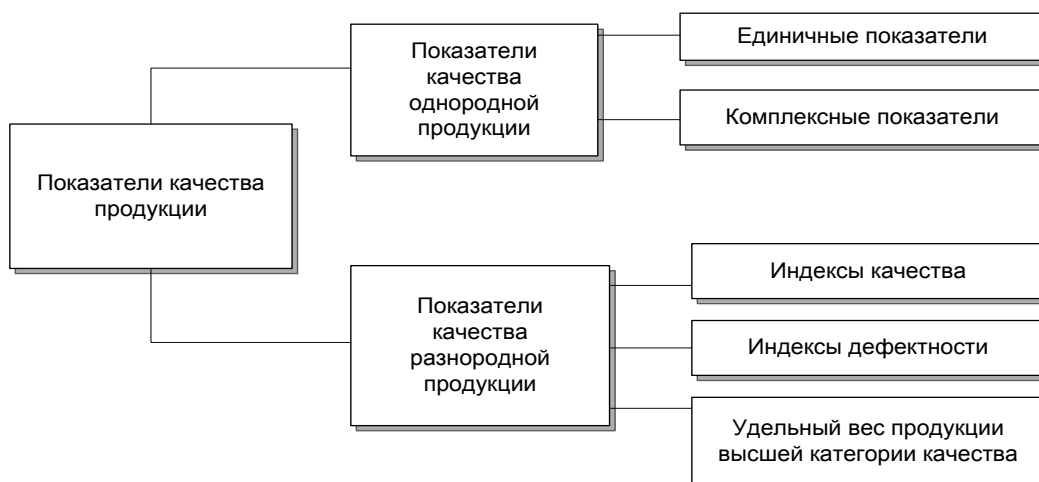 Показатели качества
продукции
Показатели
качества
однородной
продукции
Единичные показатели
Комплексные показатели
Показатели
качества
разнородной
продукции
Индексы качества
Индексы дефектности
Удельный вес продукции
высшей категории качества